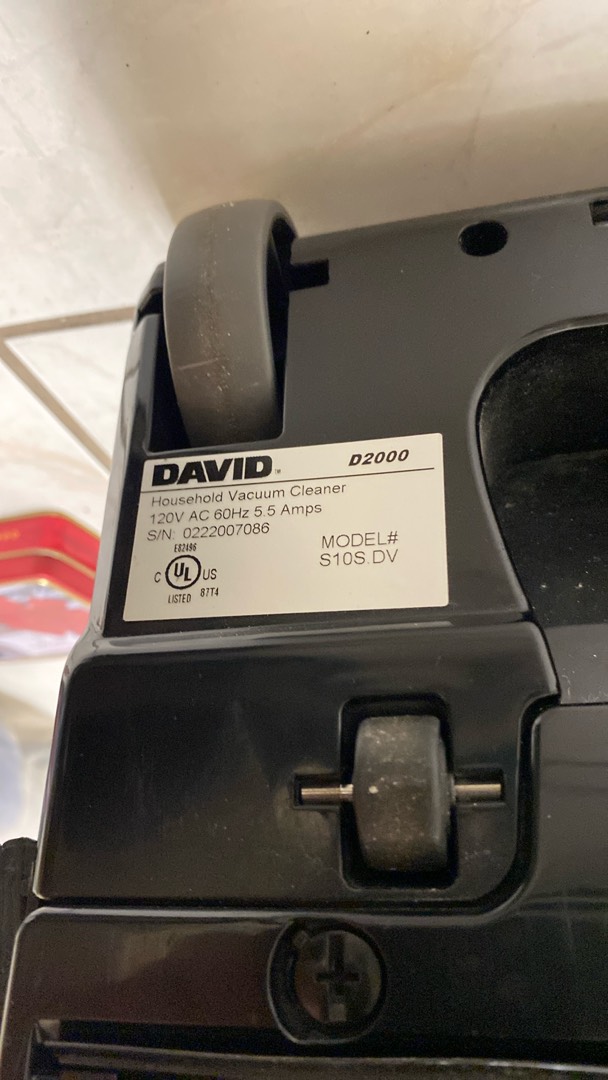 DAVID™ D2000
Household Vacuum Cleaner
120V AC 60Hz 5.5 Amps
S/N: 0222007086
E82496
MODEL#
S10S.DV
C UL US
LISTED 87T4